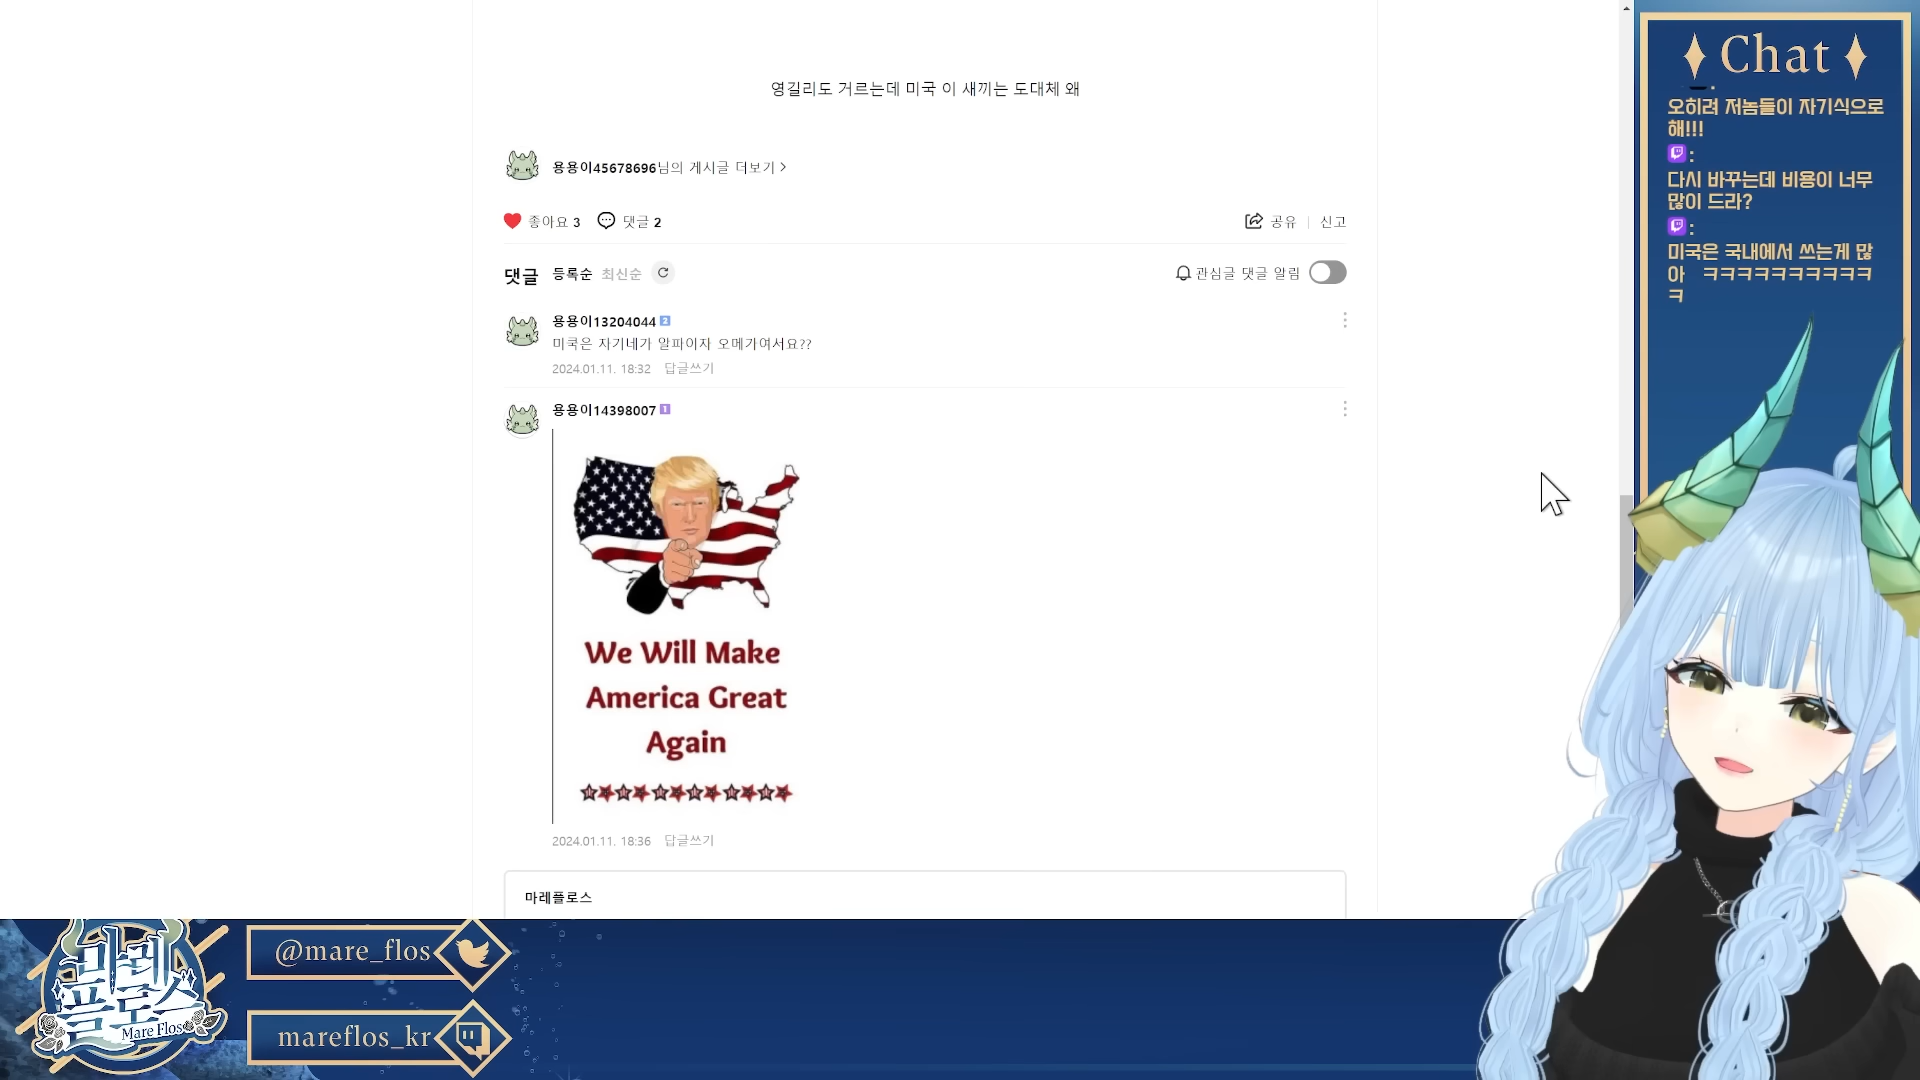 영길리도 거르는데 미국 이 새끼는 도대체 왜
용용이45678696님의 게시글 더보기 >
좋아요 3 댓글 2
공유 | 신고
댓글 등록순 최신순
관심글 댓글 알림
용용이13204044 2
미쿡은 자기네가 알파이자 오메가여서요??
2024.01.11. 18:32 답글쓰기
용용이14398007 1
We Will Make
America Great
Again
2024.01.11. 18:36 답글쓰기
마레플로스
Chat
오히려 저놈들이 자기식으로
해!!!
:
다시 바꾸는데 비용이 너무
많이 드라?
:
미국은 국내에서 쓰는게 많
아 ㅋㅋㅋㅋㅋㅋㅋㅋㅋㅋ
ㅋ
마레
플로스
Mare Flos
@mare_flos
mareflos_kr